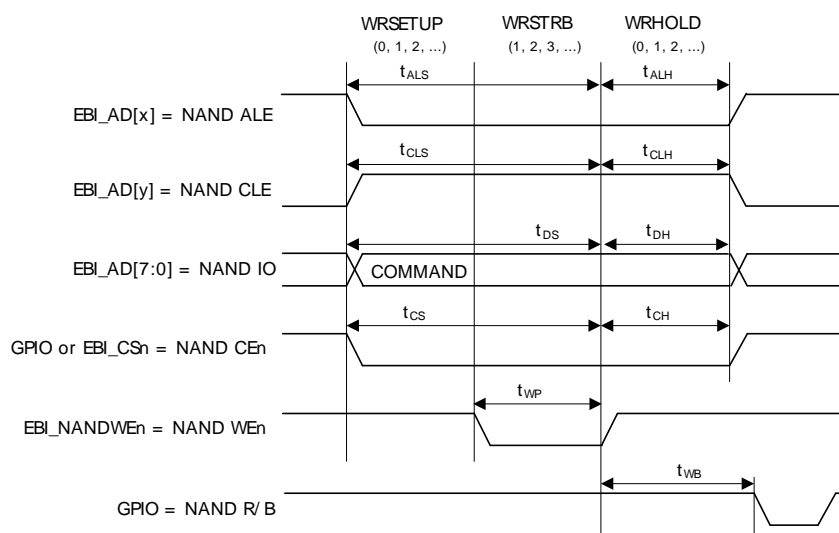 WRSETUP WRSTRB WRHOLD
(0, 1, 2, ...) (1, 2, 3, ...) (0, 1, 2, ...)
tALS tALH
EBI_AD[x] = NAND ALE
tCLS tCLH
EBI_AD[y] = NAND CLE
tDS tDH
EBI_AD[7:0] = NAND IO COMMAND
tCS tCH
GPIO or EBI_CSn = NAND CEn
tWP
EBI_NANDWEn = NAND WEn
tWB
GPIO = NAND R/B